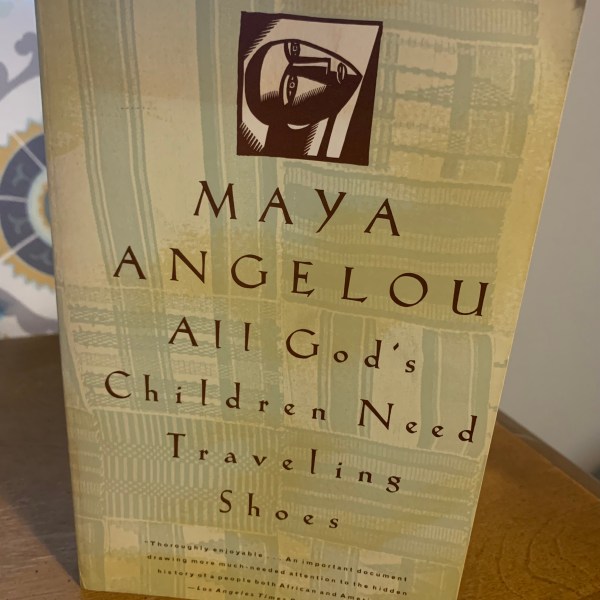 MAYA
ANGELOU
All God's
Children Need
Traveling
Shoes
"Thoroughly enjoyable . . . . An important document
drawing more much-needed attention to the hidden
history of a people both African and
—Los Angeles Times